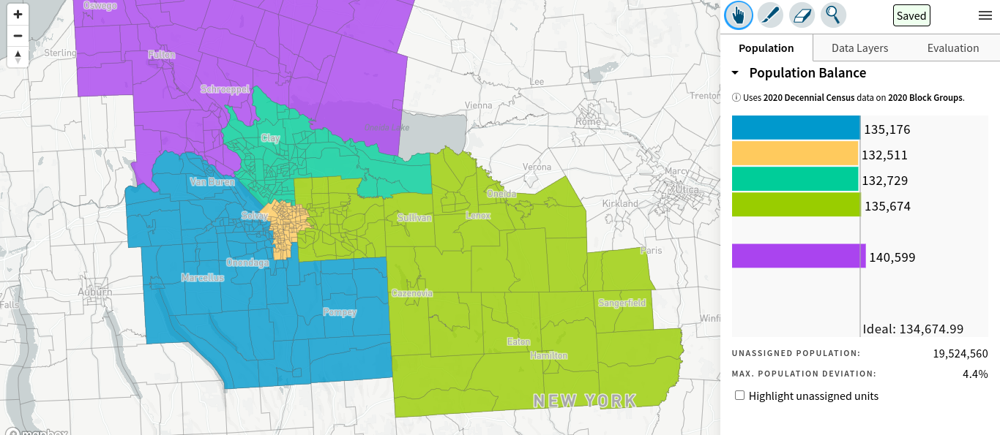 Oswego
Sterling
Fulton
Schroeppel
Lee
Trenton
Vienna
Rome
Clay
Van Buren
Verona
Marcy
Utica
Oneida
Kirkland
Solvay
Sullivan
Lenox
Onondaga
Paris
Marcellus
Auburn
Cazenovia
Falls
Sangerfield
Pompey
Winfi
Eaton
Hamilton
NEW YORK
mapbox
Saved
Population
Data Layers
Evaluation
Population Balance
Uses 2020 Decennial Census data on 2020 Block Groups.
135,176
132,511
132,729
135,674
140,599
Ideal: 134,674.99
UNASSIGNED POPULATION: 19,524,560
MAX. POPULATION DEVIATION: 4.4%
Highlight unassigned units